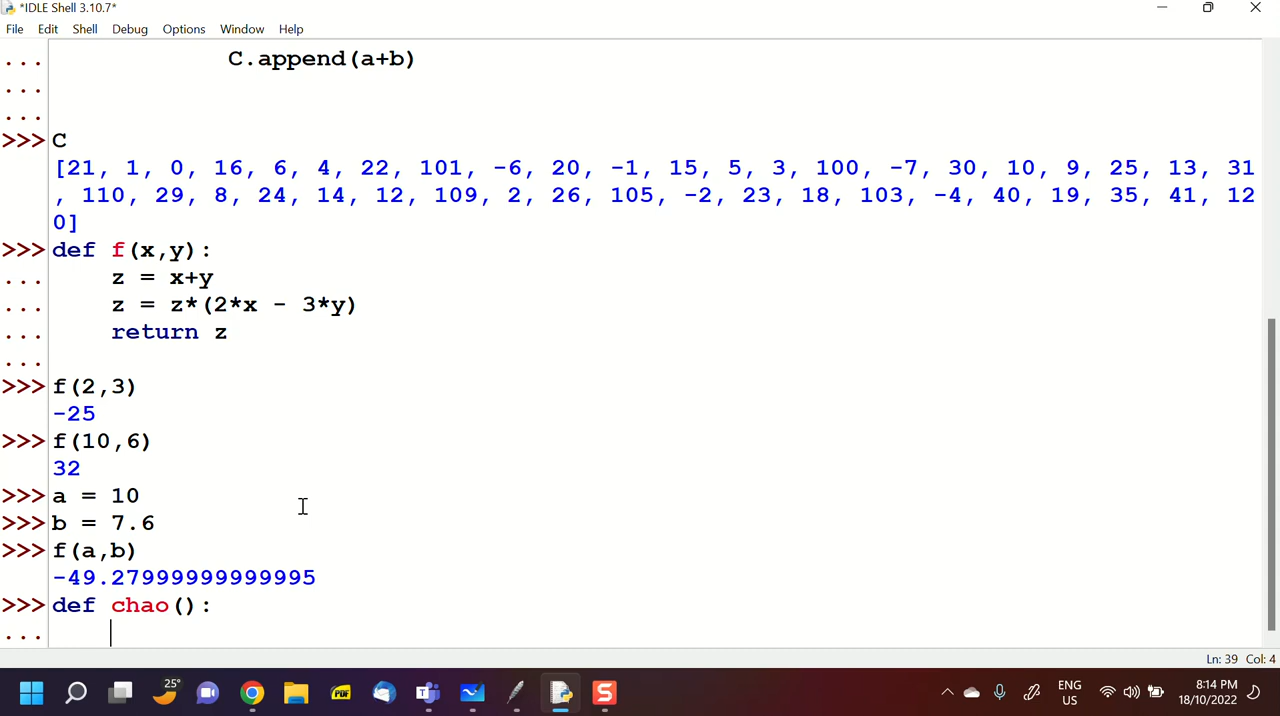 *IDLE Shell 3.10.7*
File Edit Shell Debug Options Window Help
... C.append(a+b)
...
...
>>> C
[21, 1, 0, 16, 6, 4, 22, 101, -6, 20, -1, 15, 5, 3, 100, -7, 30, 10, 9, 25, 13, 31
, 110, 29, 8, 24, 14, 12, 109, 2, 26, 105, -2, 23, 18, 103, -4, 40, 19, 35, 41, 12
0]
>>> def f(x,y):
... z = x+y
... z = z*(2*x - 3*y)
... return z
...
>>> f(2,3)
-25
>>> f(10,6)
32
>>> a = 10
>>> b = 7.6
>>> f(a,b)
-49.27999999999995
>>> def chao():
...
Ln: 39 Col: 4
25°
PDF
S
ENG
US
8:14 PM
18/10/2022